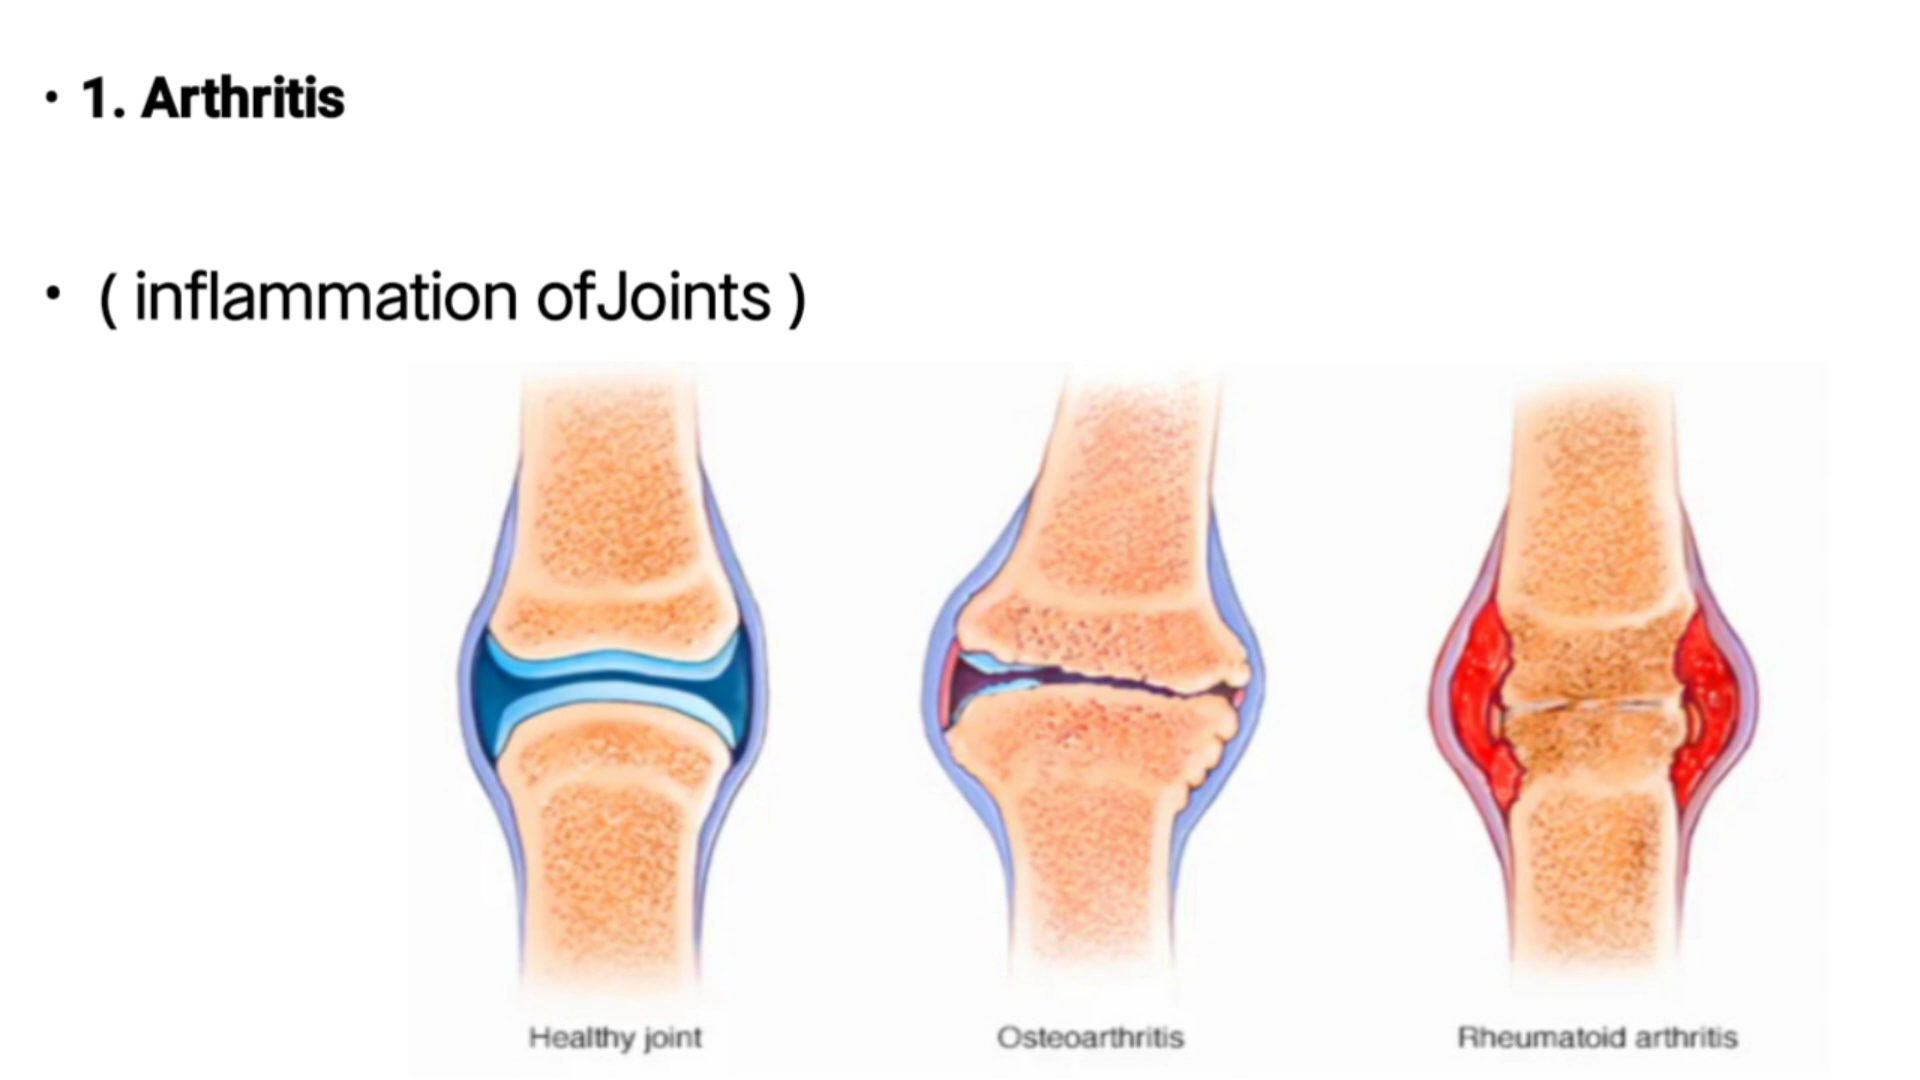 • 1. Arthritis
• ( inflammation ofJoints )
Healthy joint Osteoarthritis Rheumatoid arthritis